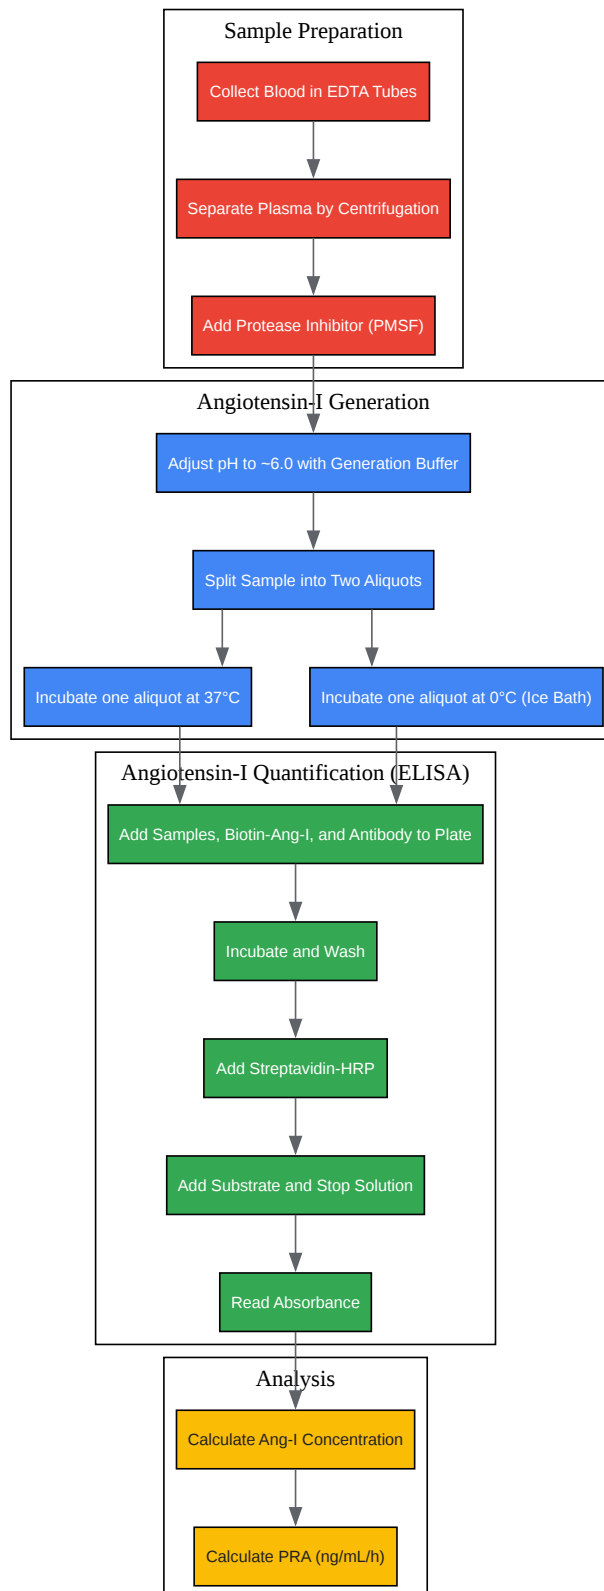 Sample Preparation
Collect Blood in EDTA Tubes
Separate Plasma by Centrifugation
Add Protease Inhibitor (PMSF)
Angiotensin-I Generation
Adjust pH to ~6.0 with Generation Buffer
Split Sample into Two Aliquots
Incubate one aliquot at 37°C
Incubate one aliquot at 0°C (Ice Bath)
Angiotensin-I Quantification (ELISA)
Add Samples, Biotin-Ang-I, and Antibody to Plate
Incubate and Wash
Add Streptavidin-HRP
Add Substrate and Stop Solution
Read Absorbance
Analysis
Calculate Ang-I Concentration
Calculate PRA (ng/mL/h)